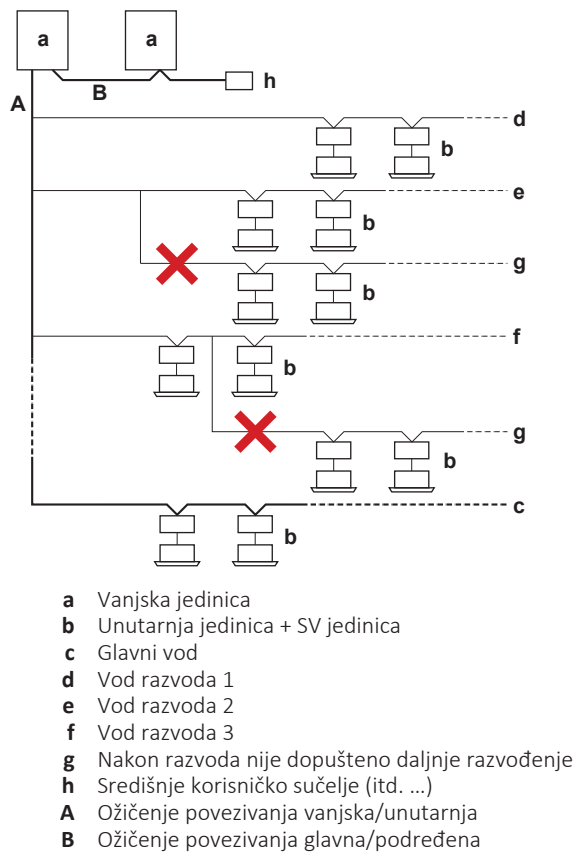 a a
h
B
A
d
b
e
b
g
b
f
b
g
b
c
b
a Vanjska jedinica
b Unutarnja jedinica + SV jedinica
c Glavni vod
d Vod razvoda 1
e Vod razvoda 2
f Vod razvoda 3
g Nakon razvoda nije dopušteno daljnje razvođenje
h Središnje korisničko sučelje (itd. ...)
A Ožičenje povezivanja vanjska/unutarnja
B Ožičenje povezivanja glavna/podređena